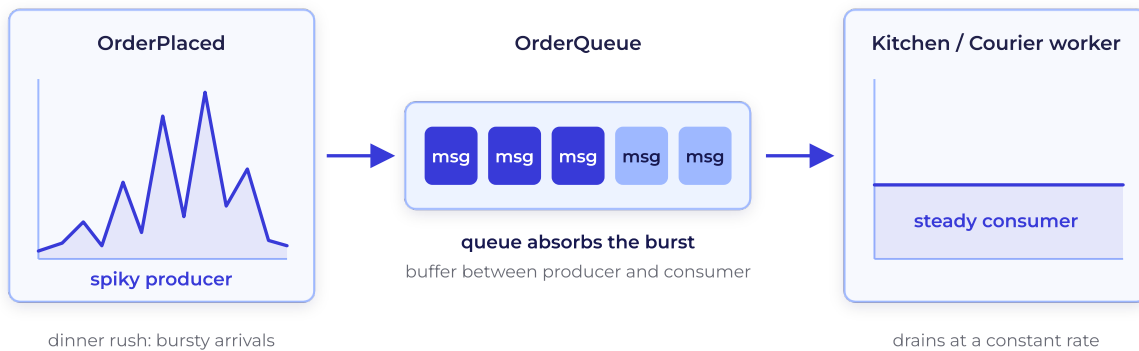 OrderPlaced
spiky producer
dinner rush: bursty arrivals
OrderQueue
msg
msg
msg
msg
msg
queue absorbs the burst
buffer between producer and consumer
Kitchen / Courier worker
steady consumer
drains at a constant rate